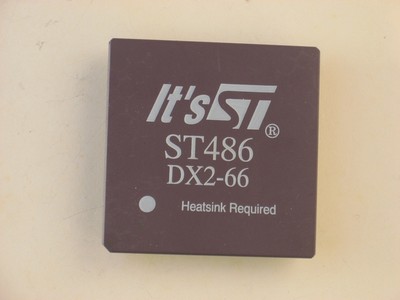 It's ST®
ST486
DX2-66
Heatsink Required